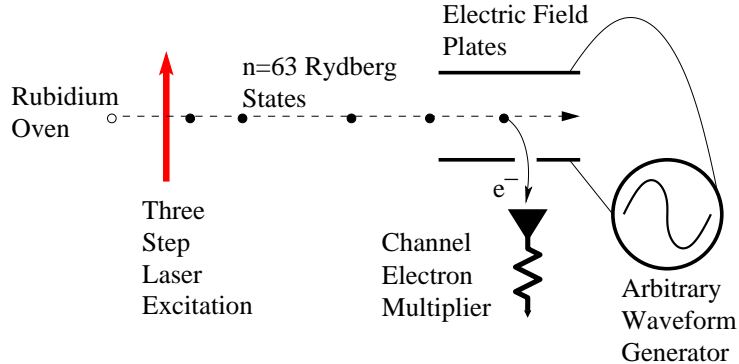 Electric Field
Plates
n=63 Rydberg
States
Rubidium
Oven
e⁻
Three
Step
Laser
Excitation
Channel
Electron
Multiplier
Arbitrary
Waveform
Generator